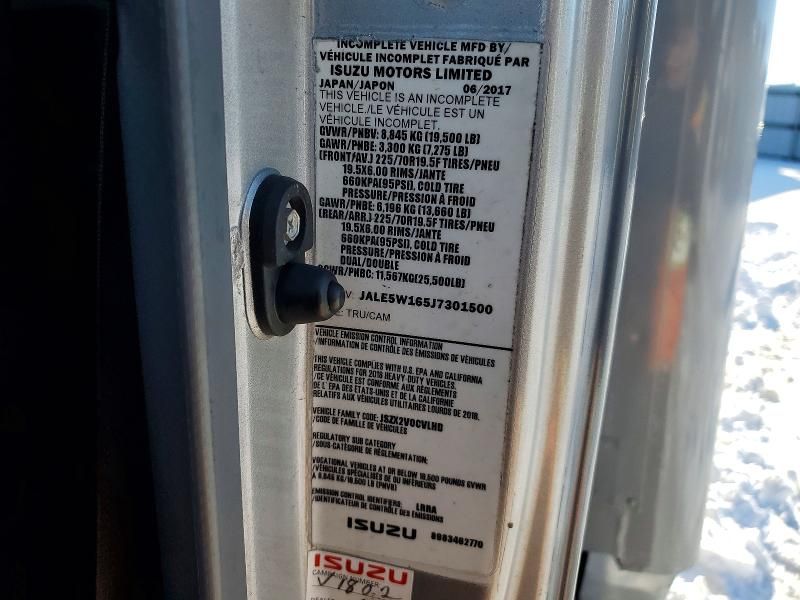 INCOMPLETE VEHICLE MFD BY/
VÉHICULE INCOMPLET FABRIQUÉ PAR
ISUZU MOTORS LIMITED
JAPAN/JAPON 06/2017
THIS VEHICLE IS AN INCOMPLETE
VEHICLE./LE VÉHICULE EST UN
VÉHICULE INCOMPLET.
GVWR/PNBV: 8,845 KG (19,500 LB)
GAWR/PNBE: 3,300 KG (7,275 LB)
(FRONT/AV.) 225/70R19.5F TIRES/PNEU
19.5X6.00 RIMS/JANTE
660KPA(95PSI), COLD TIRE
PRESSURE/PRESSION À FROID
GAWR/PNBE: 6,196 KG (13,660 LB)
(REAR/ARR.) 225/70R19.5F TIRES/PNEU
19.5X6.00 RIMS/JANTE
660KPA(95PSI), COLD TIRE
PRESSURE/PRESSION À FROID
DUAL/DOUBLE
GCWR/PNBC: 11,567KG(25,500LB)
JALE5W165J7301500
TRU/CAM
VEHICLE EMISSION CONTROL INFORMATION
/INFORMATION DE CONTRÔLE DES ÉMISSIONS DE VÉHICULES
THIS VEHICLE COMPLIES WITH U.S. EPA AND CALIFORNIA
REGULATIONS FOR 2018 HEAVY-DUTY VEHICLES.
/CE VÉHICULE EST CONFORME AUX RÉGLEMENTS
DE L' EPA DES ÉTATS-UNIS ET DE LA CALIFORNIE
RELATIFS AUX VÉHICULES UTILITAIRES LOURDS DE 2018.
VEHICLE FAMILY CODE: JSZX2VOCVLHD
/CODE DE FAMILLE DE VÉHICULES
REGULATORY SUB CATEGORY
/SOUS-CATÉGORIE DE RÉGLEMENTATION:
VOCATIONAL VEHICLES AT OR BELOW 19,500 POUNDS GVWR
/VÉHICULES SPÉCIALISÉS DE OU INFÉRIEURS
À 8,845 KG/19,500 LB (PNVB)
EMISSION CONTROL IDENTIFIERS: LRRA
/IDENTIFICATEUR DE CONTRÔLE DES ÉMISSIONS
ISUZU 8983462770
ISUZU
CAMPAIGN NUMBER